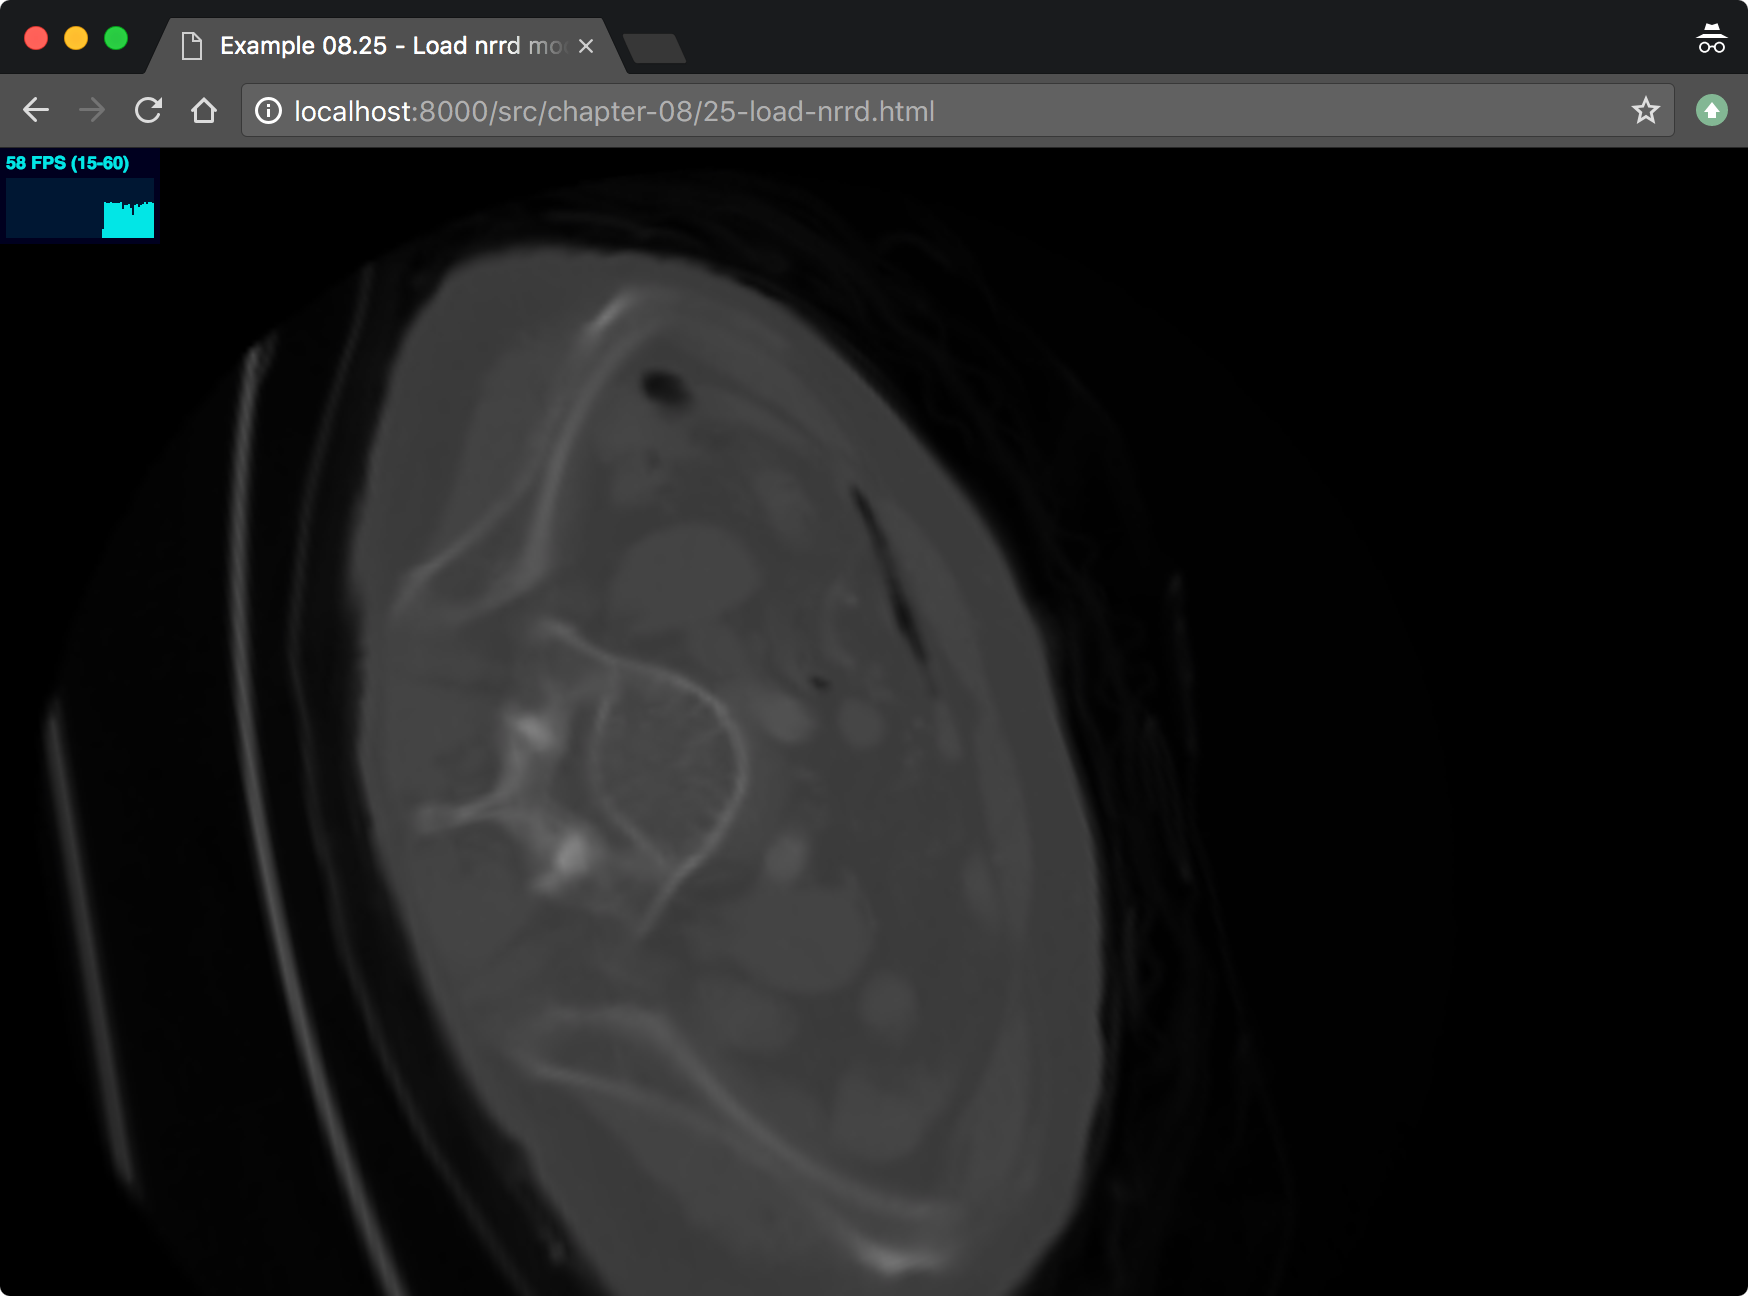 Example 08.25 - Load nrrd mo
localhost:8000/src/chapter-08/25-load-nrrd.html
58 FPS (15-60)